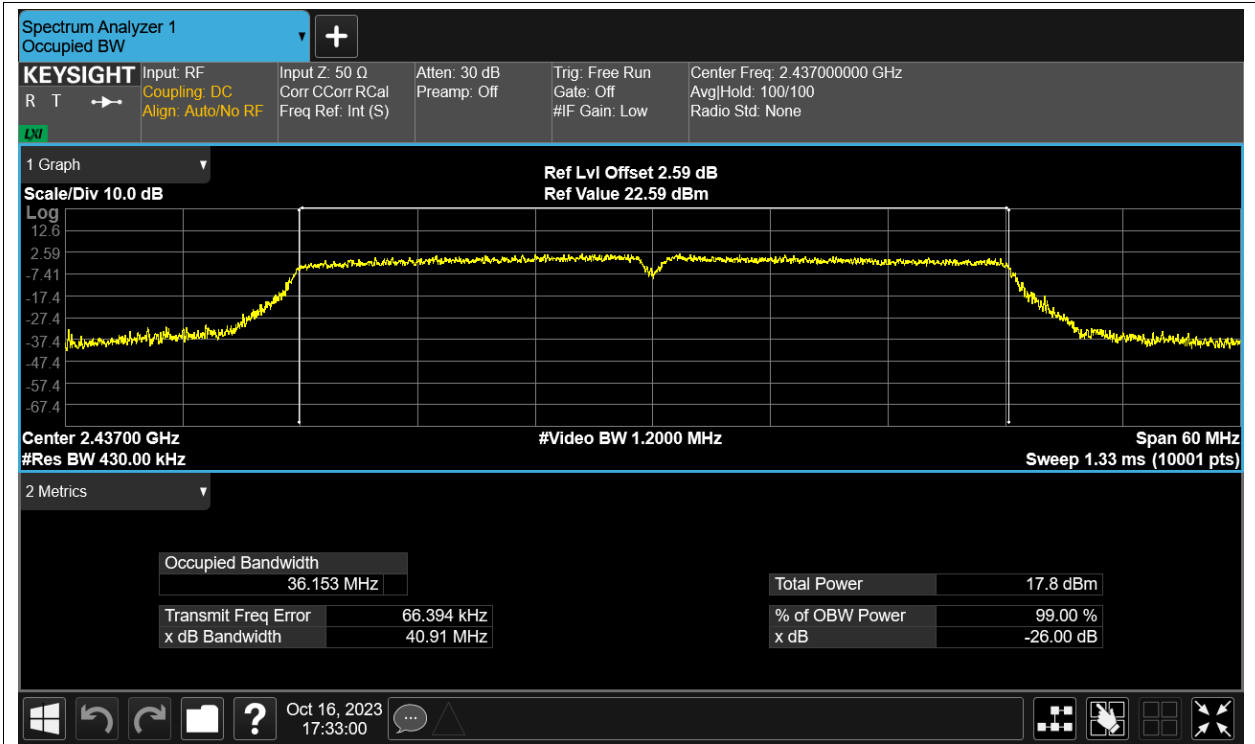 Spectrum Analyzer 1
Occupied BW
KEYSIGHT
R T
LXI
Input: RF
Coupling: DC
Align: Auto/No RF
Input Z: 50 Ω
Corr CCorr RCal
Freq Ref: Int (S)
Atten: 30 dB
Preamp: Off
Trig: Free Run
Gate: Off
#IF Gain: Low
Center Freq: 2.437000000 GHz
Avg|Hold: 100/100
Radio Std: None
1 Graph
Scale/Div 10.0 dB
Ref Lvl Offset 2.59 dB
Ref Value 22.59 dBm
Log
12.6
2.59
-7.41
-17.4
-27.4
-37.4
-47.4
-57.4
-67.4
Center 2.43700 GHz
#Res BW 430.00 kHz
#Video BW 1.2000 MHz
Span 60 MHz
Sweep 1.33 ms (10001 pts)
2 Metrics
Occupied Bandwidth
36.153 MHz
Transmit Freq Error 66.394 kHz
x dB Bandwidth 40.91 MHz
Total Power 17.8 dBm
% of OBW Power 99.00 %
x dB -26.00 dB
?
Oct 16, 2023
17:33:00